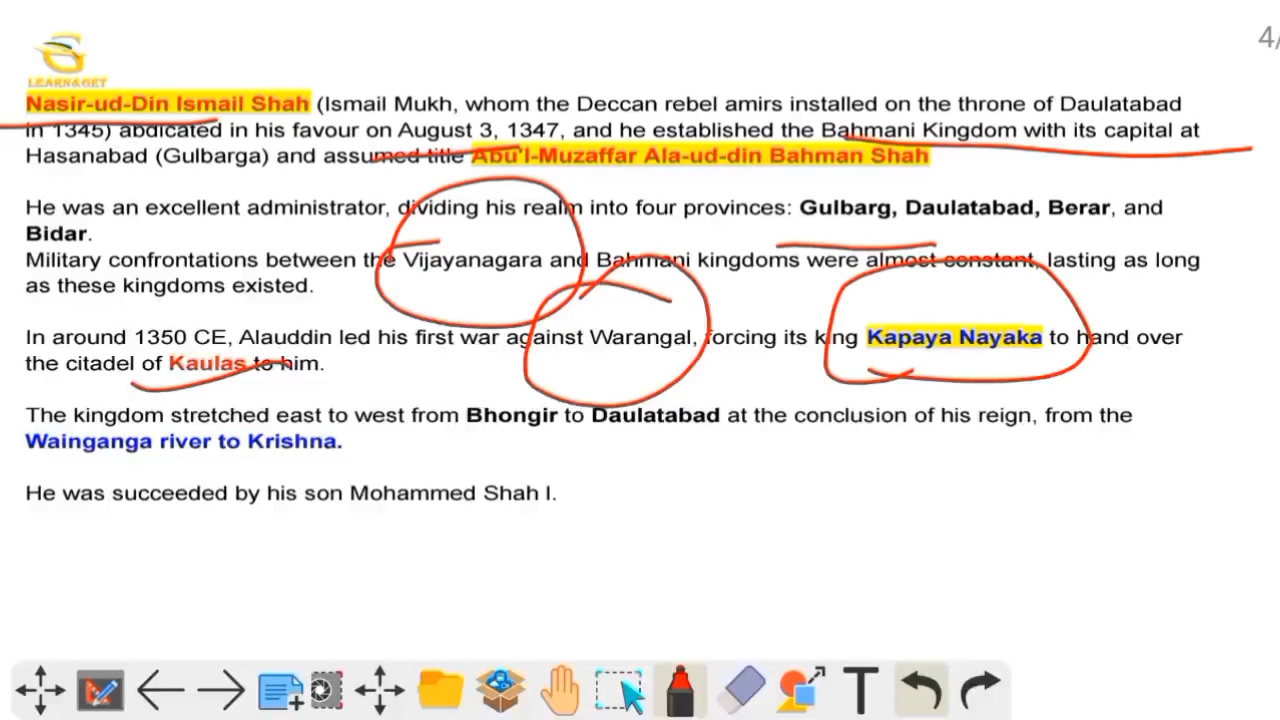 4/
LEARN&GET
Nasir-ud-Din Ismail Shah (Ismail Mukh, whom the Deccan rebel amirs installed on the throne of Daulatabad
in 1345) abdicated in his favour on August 3, 1347, and he established the Bahmani Kingdom with its capital at
Hasanabad (Gulbarga) and assumed title Abu'l-Muzaffar Ala-ud-din Bahman Shah
He was an excellent administrator, dividing his realm into four provinces: Gulbarg, Daulatabad, Berar, and
Bidar.
Military confrontations between the Vijayanagara and Bahmani kingdoms were almost constant, lasting as long
as these kingdoms existed.
In around 1350 CE, Alauddin led his first war against Warangal, forcing its king Kapaya Nayaka to hand over
the citadel of Kaulas to him.
The kingdom stretched east to west from Bhongir to Daulatabad at the conclusion of his reign, from the
Wainganga river to Krishna.
He was succeeded by his son Mohammed Shah I.
T